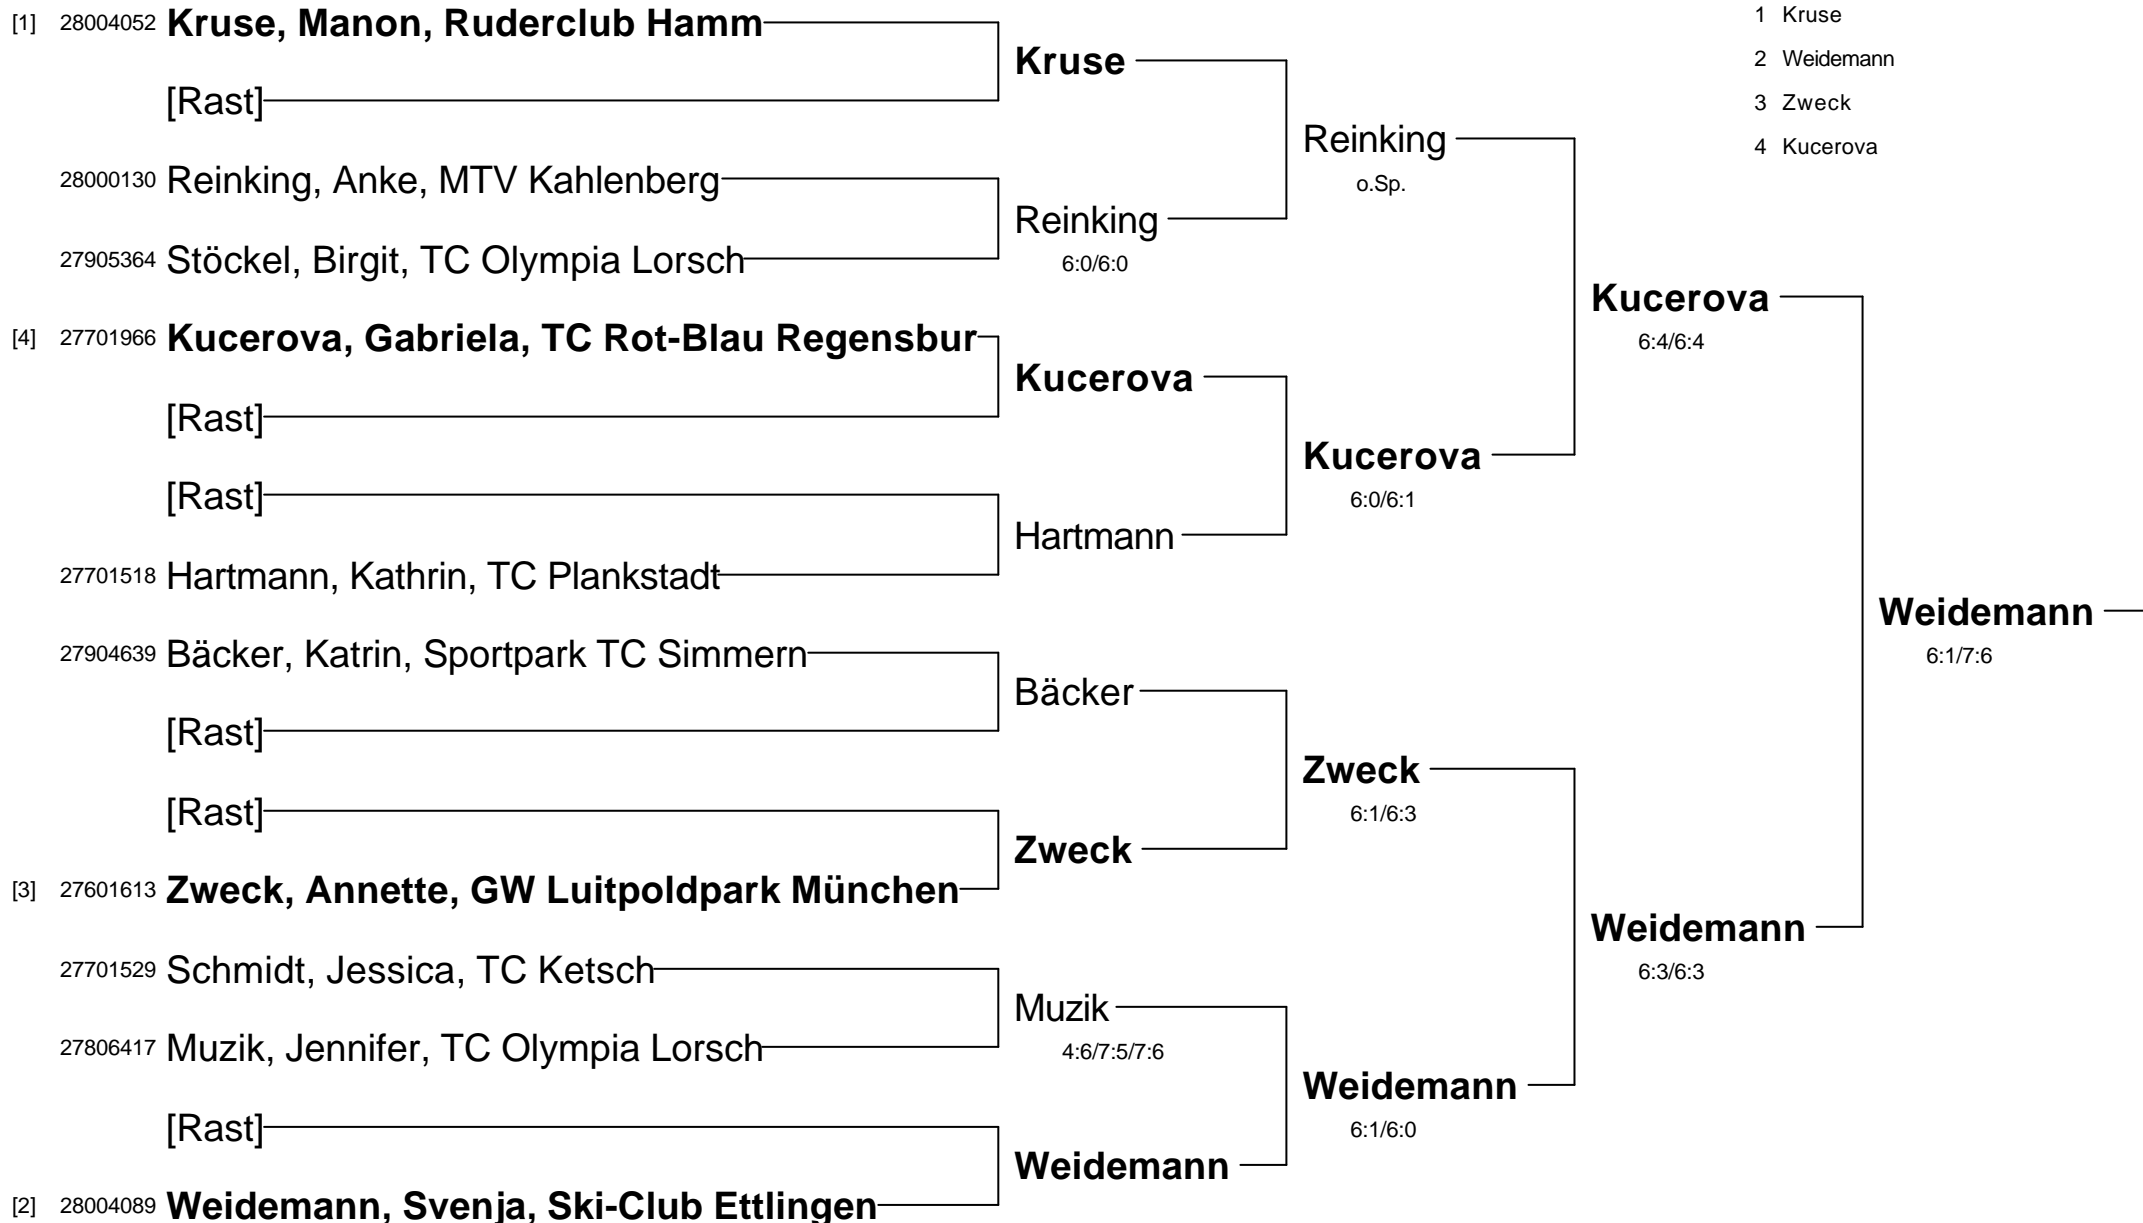 [1] 28004052 Kruse, Manon, Ruderclub Hamm
[Rast]
28000130 Reinking, Anke, MTV Kahlenberg
27905364 Stöckel, Birgit, TC Olympia Lorsch
[4] 27701966 Kucerova, Gabriela, TC Rot-Blau Regensbur
[Rast]
[Rast]
27701518 Hartmann, Kathrin, TC Plankstadt
27904639 Bäcker, Katrin, Sportpark TC Simmern
[Rast]
[Rast]
[3] 27601613 Zweck, Annette, GW Luitpoldpark München
27701529 Schmidt, Jessica, TC Ketsch
27806417 Muzik, Jennifer, TC Olympia Lorsch
[Rast]
[2] 28004089 Weidemann, Svenja, Ski-Club Ettlingen
Kruse
Reinking
6:0/6:0
Kucerova
Hartmann
Bäcker
Zweck
Muzik
4:6/7:5/7:6
Weidemann
Reinking
o.Sp.
Kucerova
6:0/6:1
Zweck
6:1/6:3
Weidemann
6:1/6:0
Kucerova
6:4/6:4
Weidemann
6:3/6:3
Weidemann
6:1/7:6
1 Kruse
2 Weidemann
3 Zweck
4 Kucerova